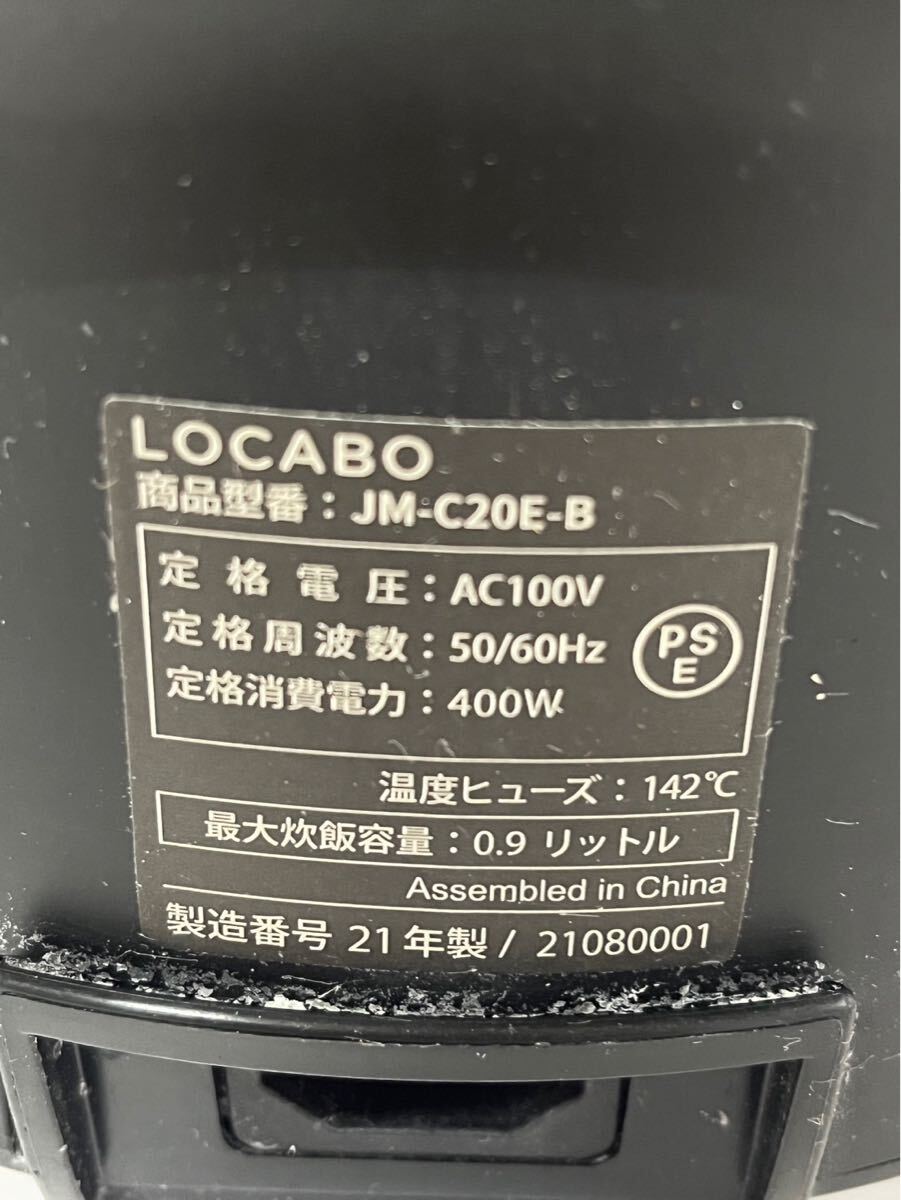 LOCABO
商品型番：JM-C20E-B
定格電圧：AC100V
定格周波数：50/60Hz
定格消費電力：400W
PS
E
温度ヒューズ：142℃
最大炊飯容量：0.9 リットル
Assembled in China
製造番号 21年製 / 21080001